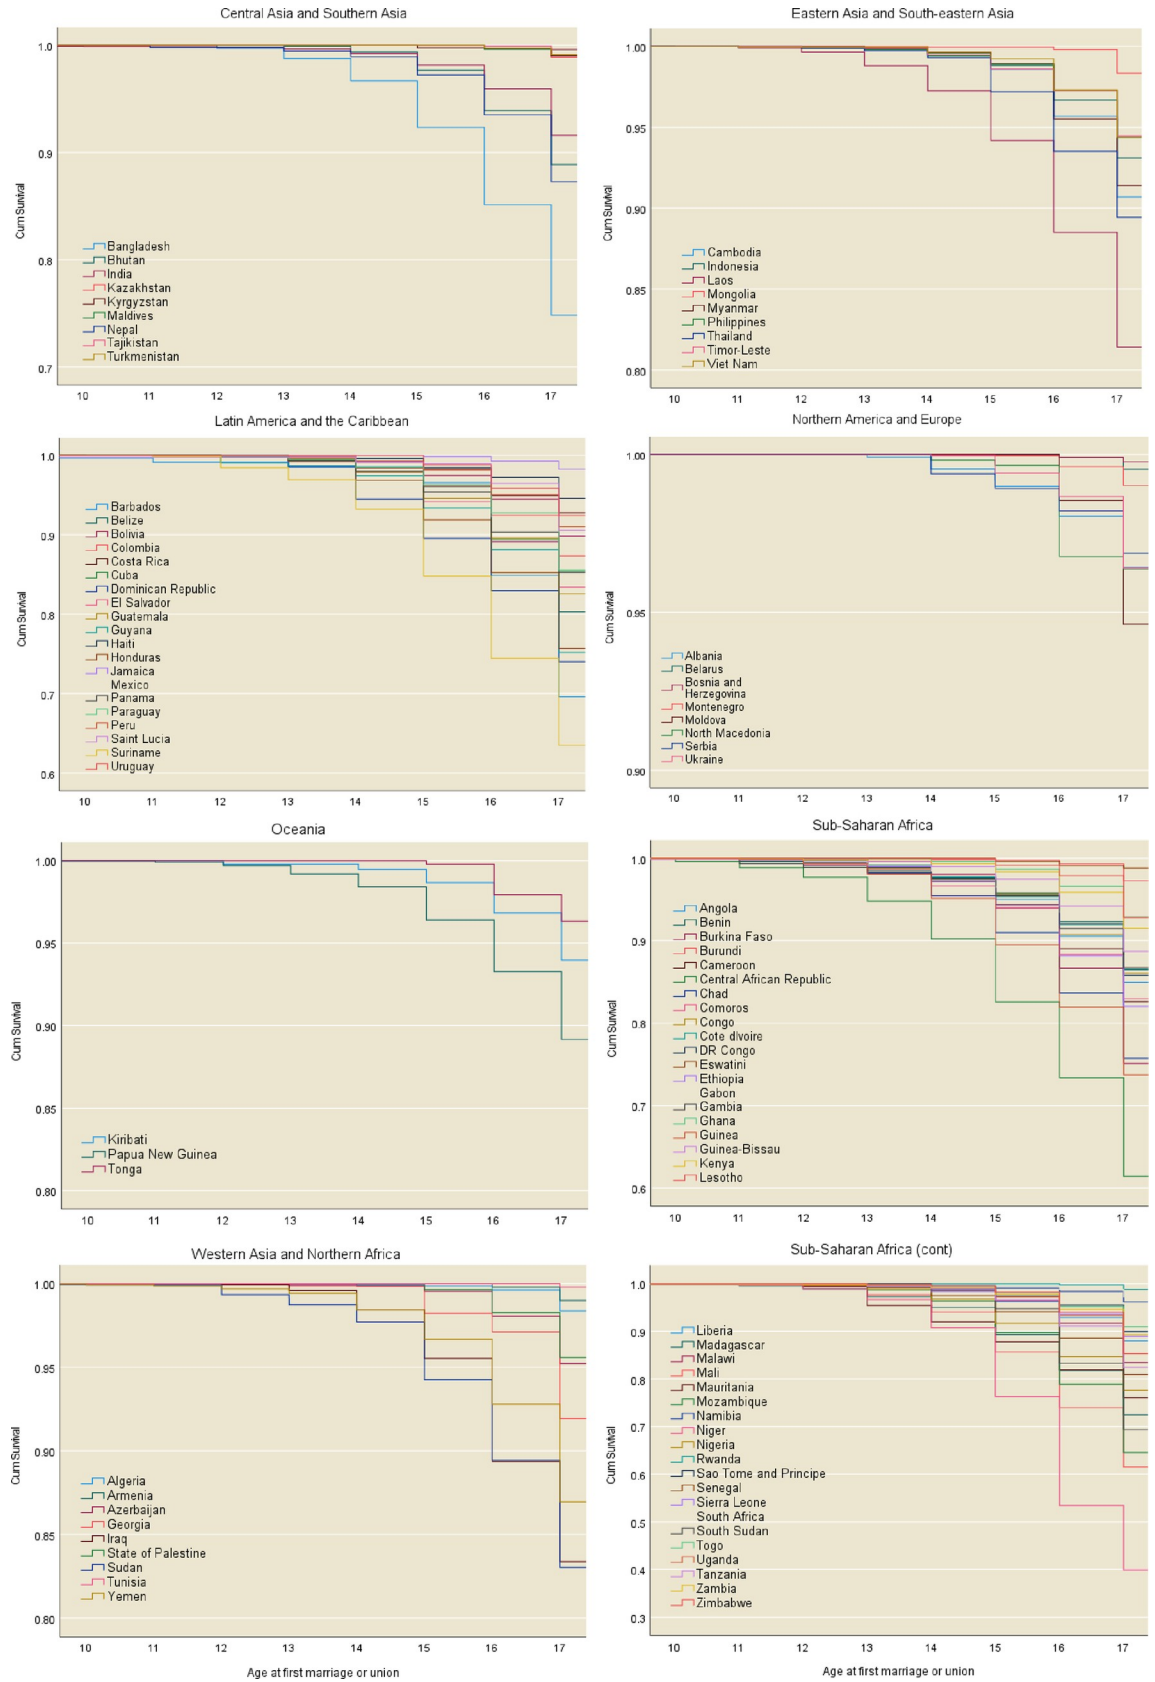 Central Asia and Southern Asia
Cum Survival
1.0
0.9
0.8
0.7
Bangladesh
Bhutan
India
Kazakhstan
Kyrgyzstan
Maldives
Nepal
Tajikistan
Turkmenistan
10 11 12 13 14 15 16 17
Eastern Asia and South-eastern Asia
Cum Survival
1.00
0.95
0.90
0.85
0.80
Cambodia
Indonesia
Laos
Mongolia
Myanmar
Philippines
Thailand
Timor-Leste
Viet Nam
10 11 12 13 14 15 16 17
Latin America and the Caribbean
Cum Survival
1.0
0.9
0.8
0.7
0.6
Barbados
Belize
Bolivia
Colombia
Costa Rica
Cuba
Dominican Republic
El Salvador
Guatemala
Guyana
Haiti
Honduras
Jamaica
Mexico
Panama
Paraguay
Peru
Saint Lucia
Suriname
Uruguay
10 11 12 13 14 15 16 17
Northern America and Europe
Cum Survival
1.00
0.95
0.90
Albania
Belarus
Bosnia and
Herzegovina
Montenegro
Moldova
North Macedonia
Serbia
Ukraine
10 11 12 13 14 15 16 17
Oceania
Cum Survival
1.00
0.95
0.90
0.85
0.80
Kiribati
Papua New Guinea
Tonga
10 11 12 13 14 15 16 17
Sub-Saharan Africa
Cum Survival
1.0
0.9
0.8
0.7
0.6
Angola
Benin
Burkina Faso
Burundi
Cameroon
Central African Republic
Chad
Comoros
Congo
Cote dIvoire
DR Congo
Eswatini
Ethiopia
Gabon
Gambia
Ghana
Guinea
Guinea-Bissau
Kenya
Lesotho
10 11 12 13 14 15 16 17
Western Asia and Northern Africa
Cum Survival
1.00
0.95
0.90
0.85
0.80
Algeria
Armenia
Azerbaijan
Georgia
Iraq
State of Palestine
Sudan
Tunisia
Yemen
10 11 12 13 14 15 16 17
Age at first marriage or union
Sub-Saharan Africa (cont)
Cum Survival
1.0
0.9
0.8
0.7
0.6
0.5
0.4
0.3
Liberia
Madagascar
Malawi
Mali
Mauritania
Mozambique
Namibia
Niger
Nigeria
Rwanda
Sao Tome and Principe
Senegal
Sierra Leone
South Africa
South Sudan
Togo
Uganda
Tanzania
Zambia
Zimbabwe
10 11 12 13 14 15 16 17
Age at first marriage or union